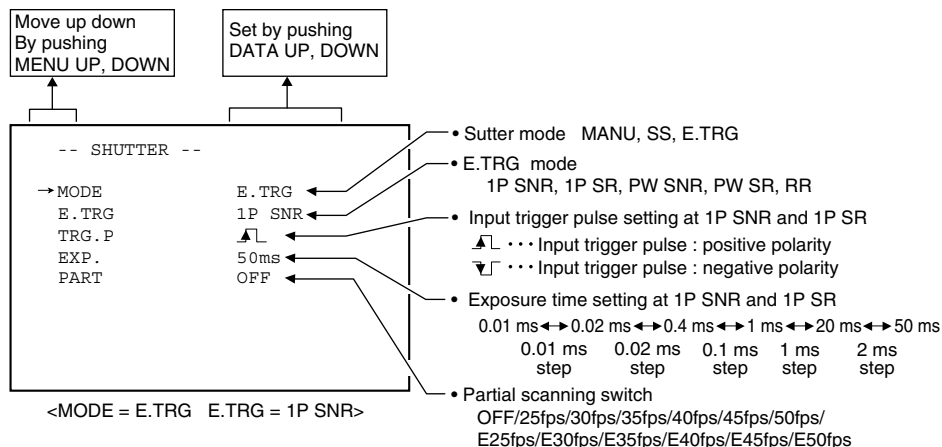 Move up down
By pushing
MENU UP, DOWN
Set by pushing
DATA UP, DOWN
-- SHUTTER --
→MODE E.TRG
E.TRG 1P SNR
TRG.P
EXP. 50ms
PART OFF
<MODE = E.TRG E.TRG = 1P SNR>
• Sutter mode MANU, SS, E.TRG
• E.TRG mode
1P SNR, 1P SR, PW SNR, PW SR, RR
• Input trigger pulse setting at 1P SNR and 1P SR
··· Input trigger pulse : positive polarity
··· Input trigger pulse : negative polarity
• Exposure time setting at 1P SNR and 1P SR
0.01 ms↔0.02 ms↔0.4 ms↔1 ms↔20 ms↔50 ms
0.01 ms 0.02 ms 0.1 ms 1 ms 2 ms
step step step step step
• Partial scanning switch
OFF/25fps/30fps/35fps/40fps/45fps/50fps/
E25fps/E30fps/E35fps/E40fps/E45fps/E50fps